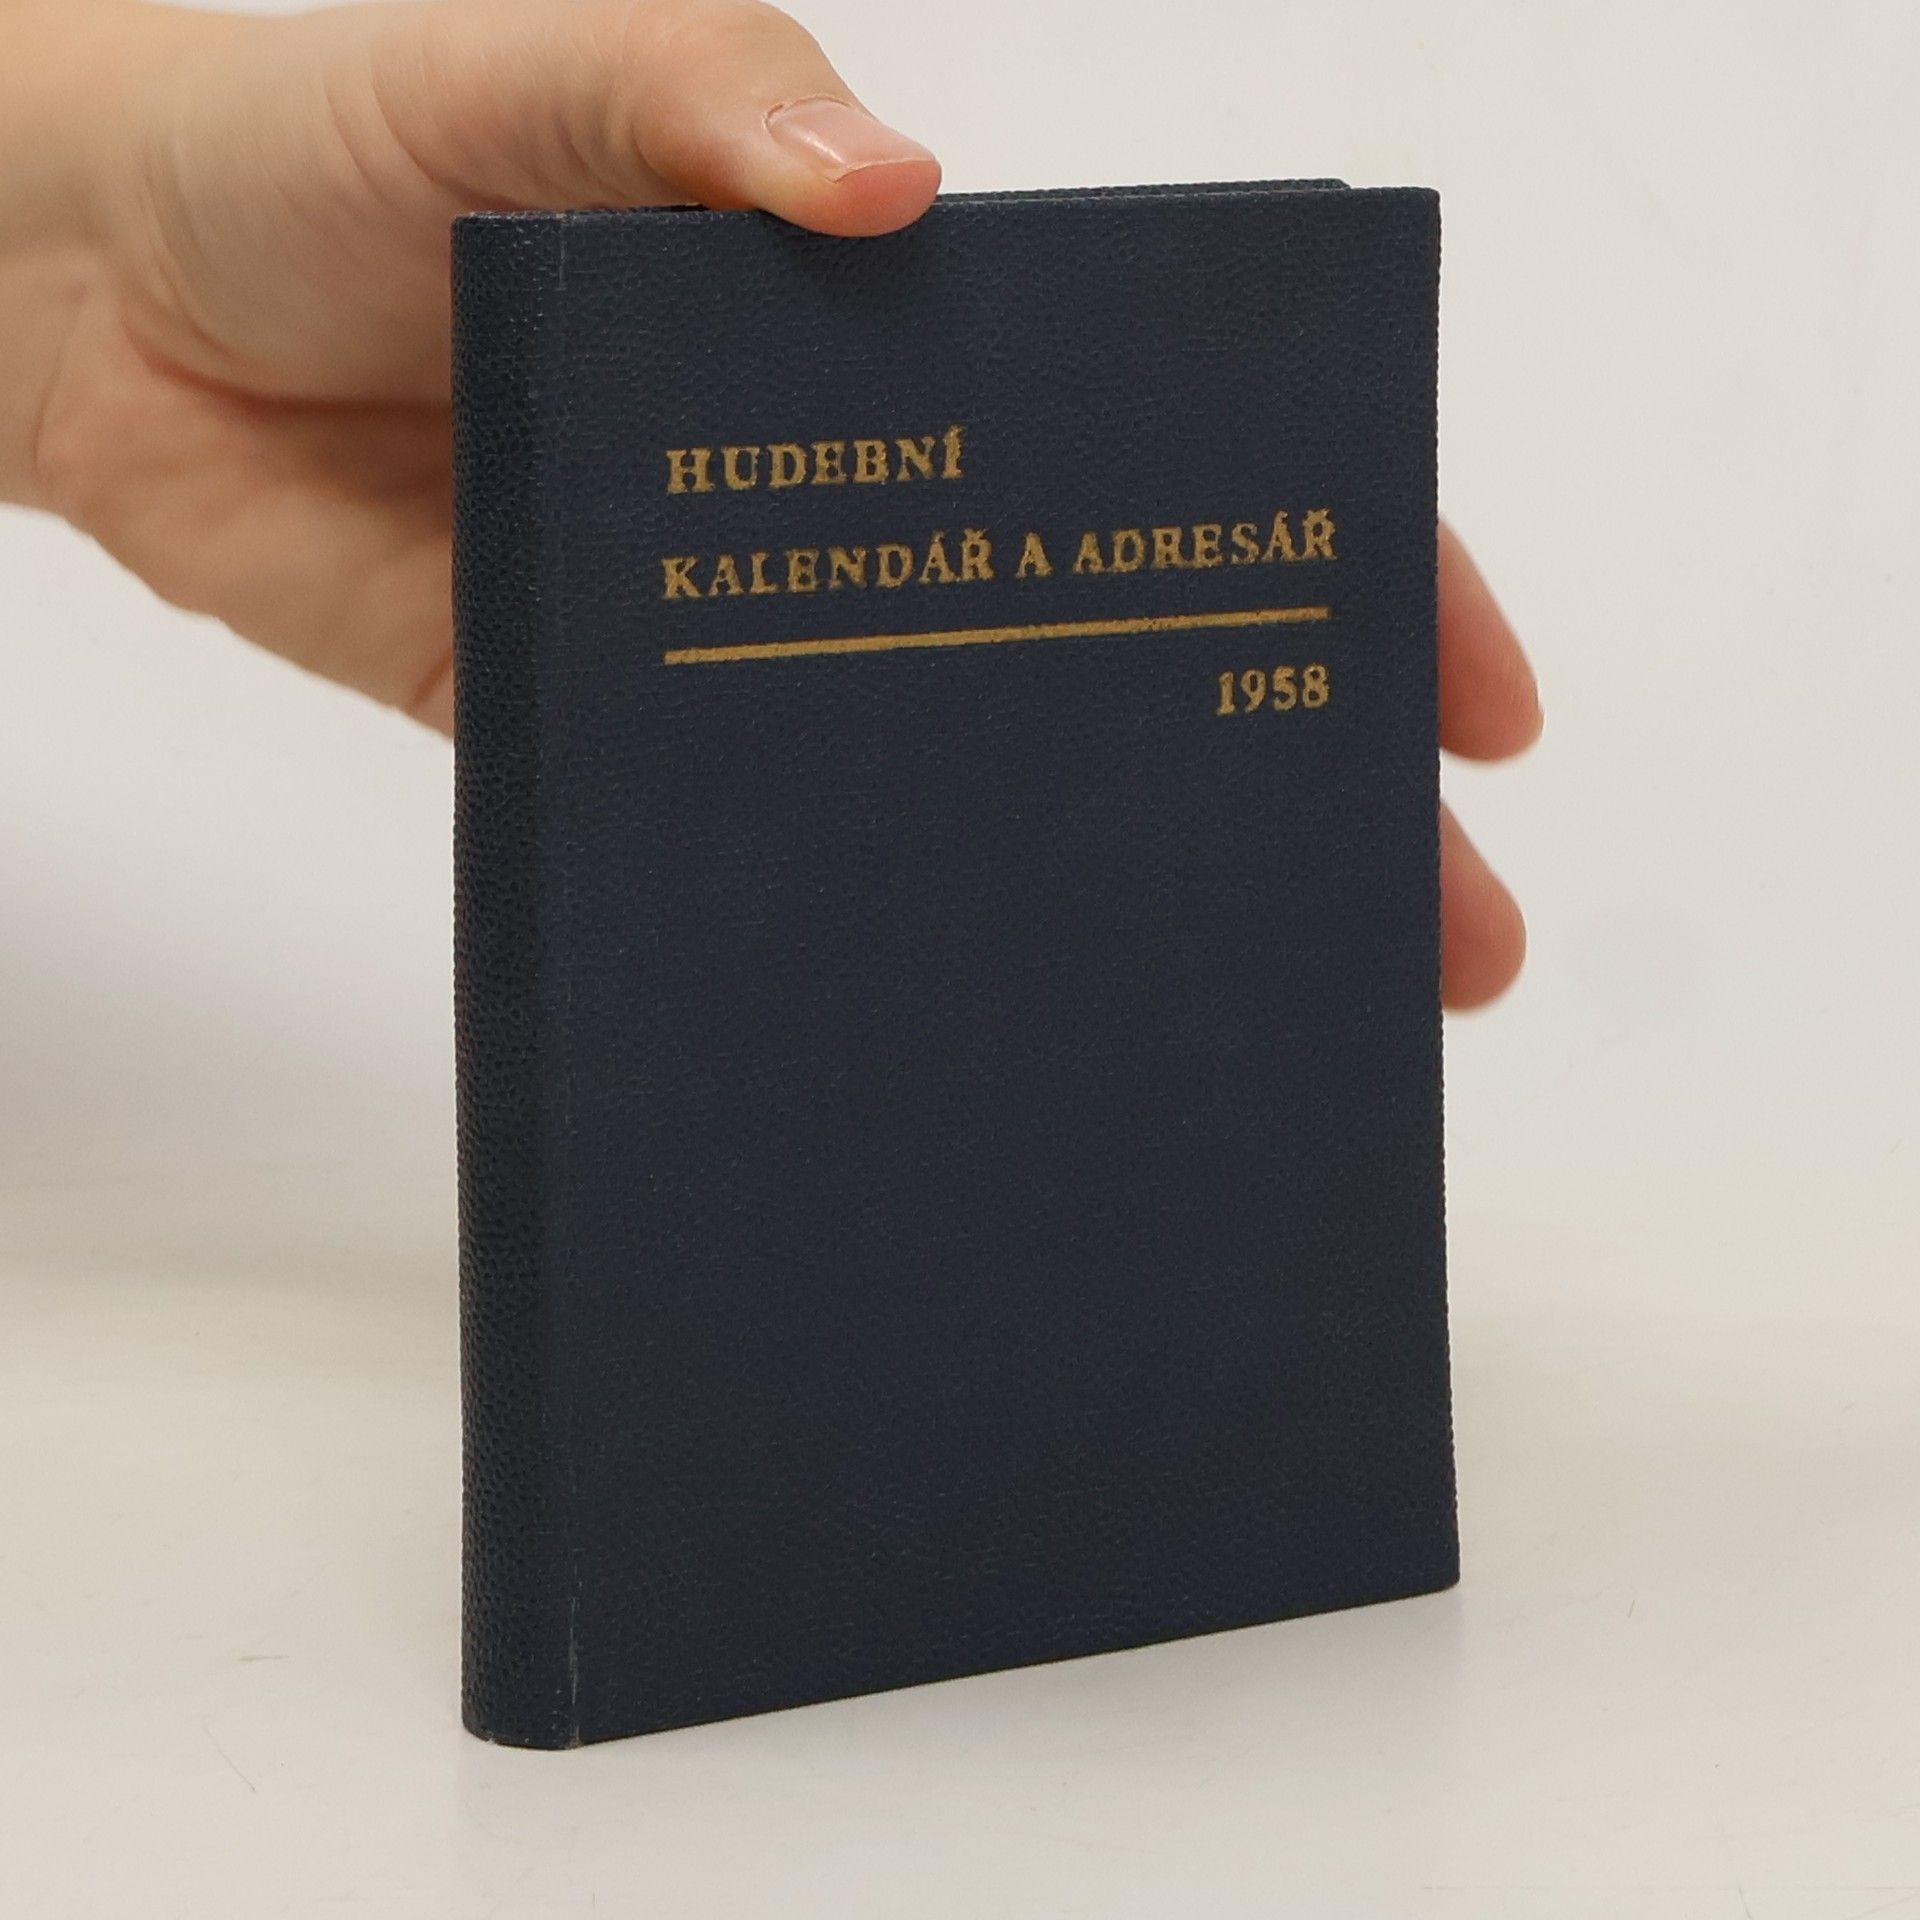 HUDEBNÍ
KALENDÁŘ A ADRESÁŘ
1958